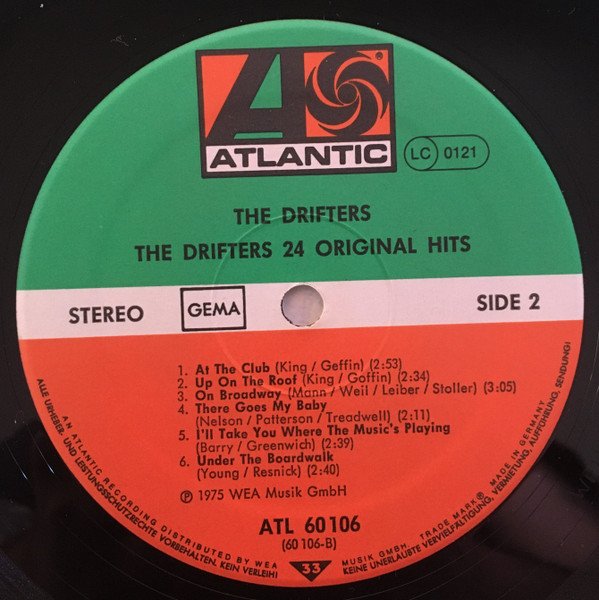 ATLANTIC
®
LC 0121
THE DRIFTERS
THE DRIFTERS 24 ORIGINAL HITS
STEREO GEMA SIDE 2
1. At The Club (King / Geffin) (2:53)
2. Up On The Roof (King / Goffin) (2:34)
3. On Broadway (Mann / Weil / Leiber / Stoller) (3:05)
4. There Goes My Baby
(Nelson / Patterson / Treadwell) (2:11)
5. I'll Take You Where The Music's Playing
(Barry / Greenwich) (2:39)
6. Under The Boardwalk
(Young / Resnick) (2:40)
℗ 1975 WEA Musik GmbH
ATL 60 106
(60 106-B)
33
AN ATLANTIC RECORDING DISTRIBUTED BY WEA MUSIK GMBH. TRADE MARK® MADE IN GERMANY
ALLE URHEBER- UND LEISTUNGSSCHUTZRECHTE VORBEHALTEN. KEIN VERLEIH! KEINE UNERLAUBTE VERVIELFÄLTIGUNG, VERMIETUNG, AUFFÜHRUNG, SENDUNG!